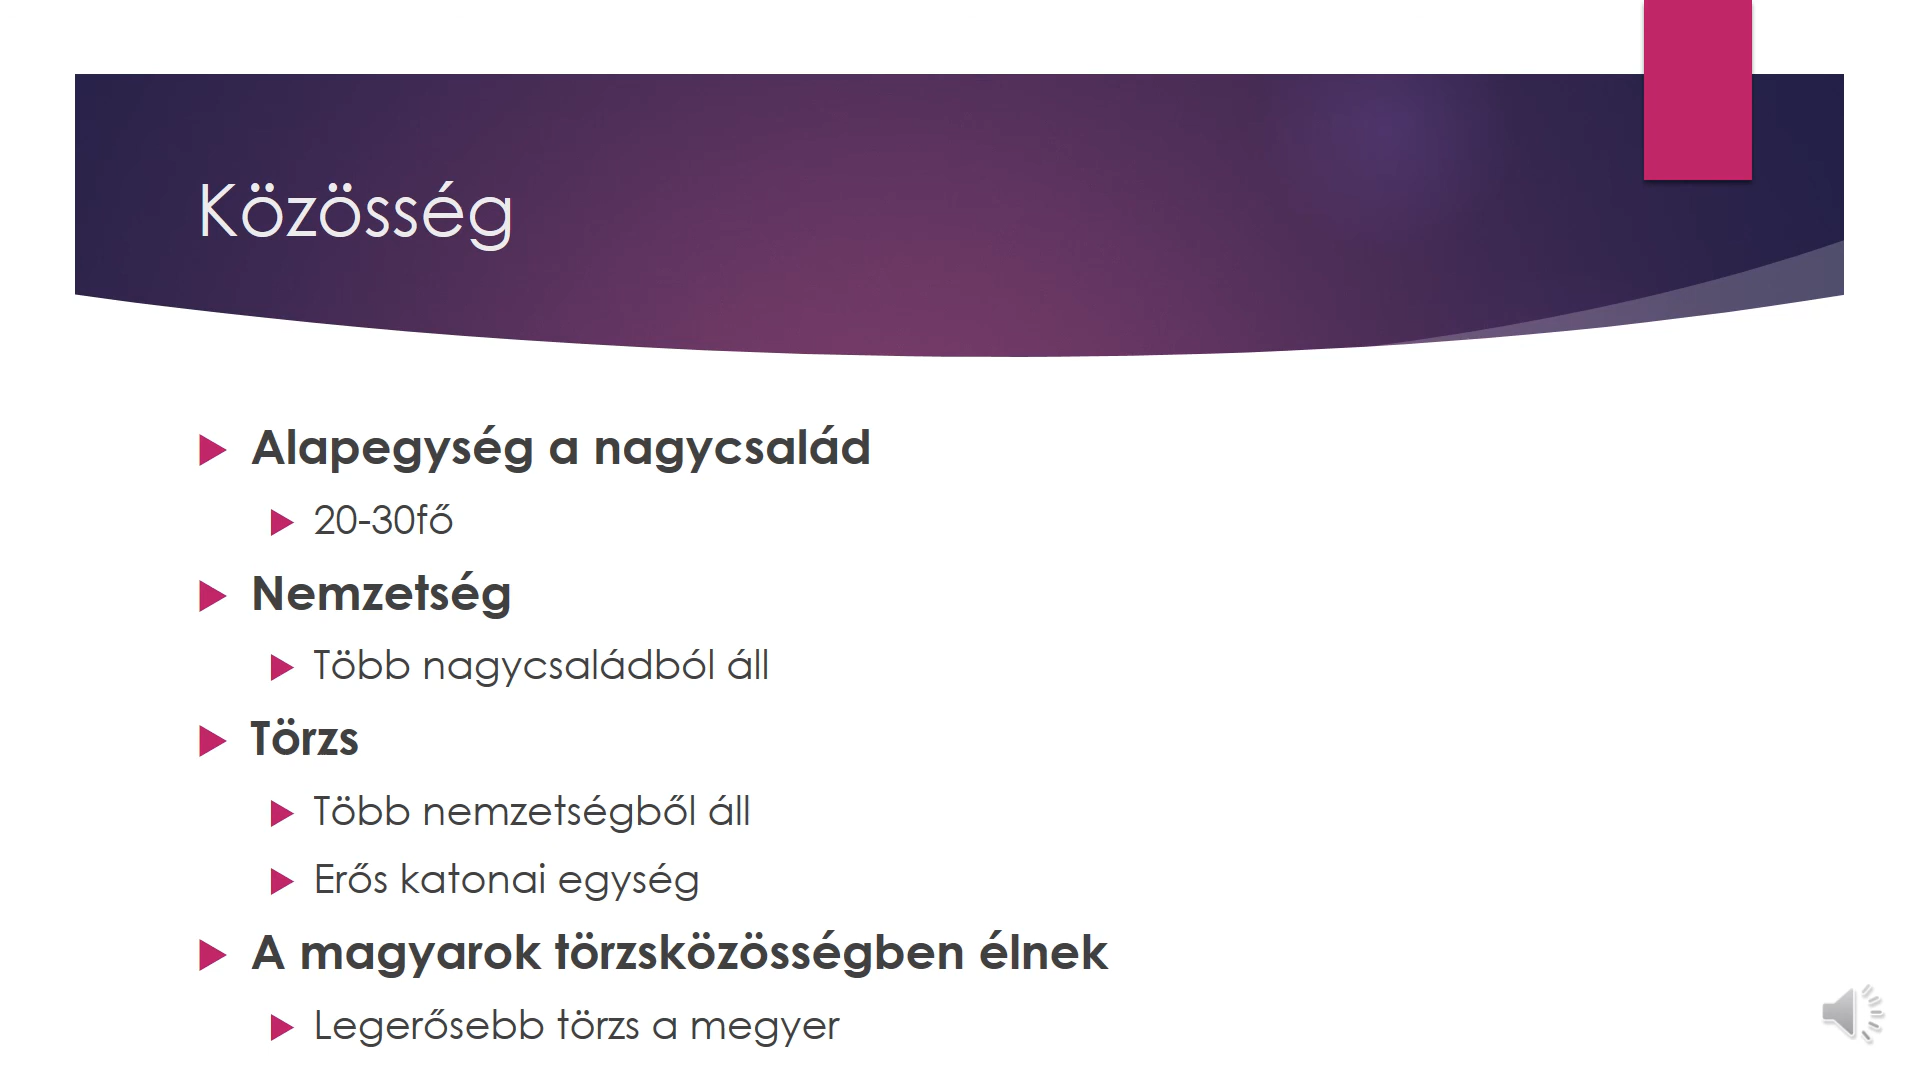 Közösség
Alapegység a nagycsalád
20-30fő
Nemzetség
Több nagycsaládból áll
Törzs
Több nemzetségből áll
Erős katonai egység
A magyarok törzsközösségben élnek
Legerősebb törzs a megyer